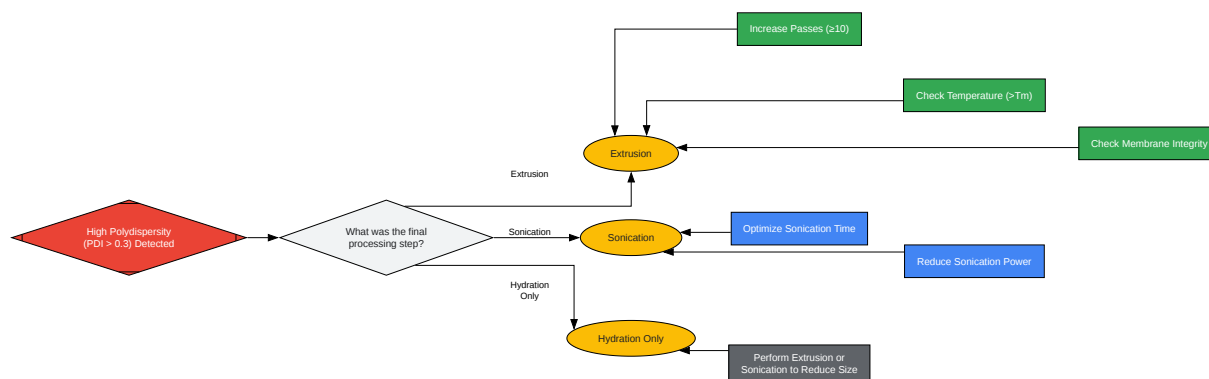 Increase Passes (≥10)
Check Temperature (>Tm)
Check Membrane Integrity
Extrusion
Extrusion
High Polydispersity
(PDI > 0.3) Detected
What was the final
processing step?
Sonication
Sonication
Optimize Sonication Time
Reduce Sonication Power
Hydration
Only
Hydration Only
Perform Extrusion or
Sonication to Reduce Size